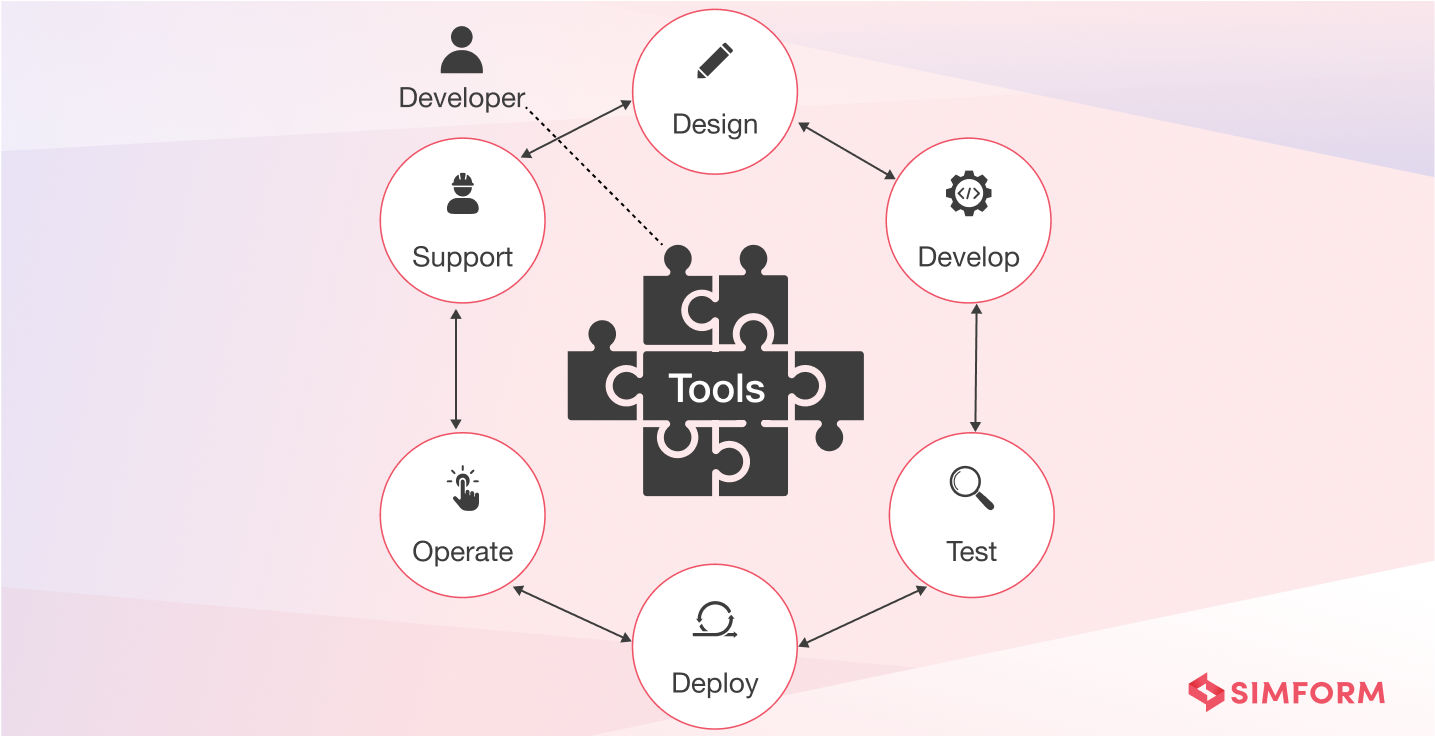 Developer
Design
Support
Develop
Tools
Operate
Test
Deploy
SIMFORM